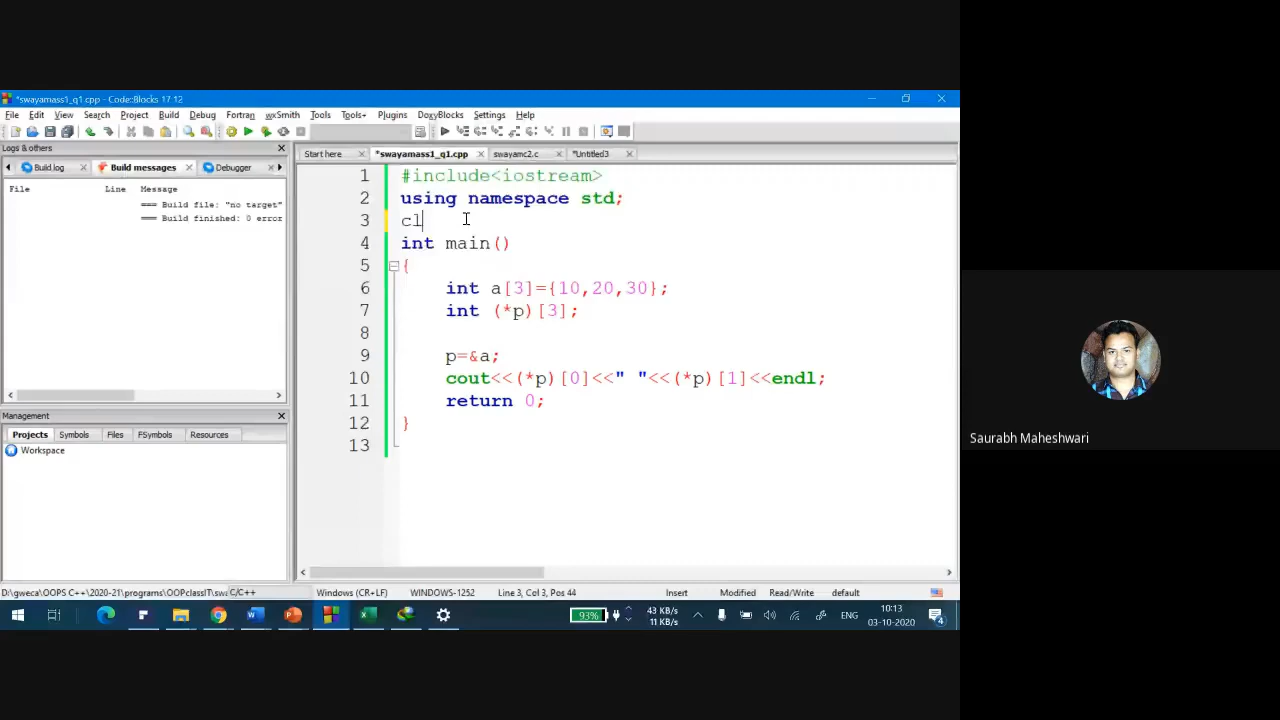 *swayamass1_q1.cpp - Code::Blocks 17.12
File Edit View Search Project Build Debug Fortran wxSmith Tools Tools+ Plugins DoxyBlocks Settings Help
Logs & others
Start here *swayamass1_q1.cpp swayamc2.c *Untitled3
Build log Build messages Debugger
File Line Message
=== Build file: "no target"
=== Build finished: 0 error
1 #include<iostream>
2 using namespace std;
3 cl
4 int main()
5 {
6 int a[3]={10,20,30};
7 int (*p)[3];
8
9 p=&a;
10 cout<<(*p)[0]<<" "<<(*p)[1]<<endl;
11 return 0;
12 }
13
Management
Projects Symbols Files FSymbols Resources
Workspace
D:\gweca\OOPS C++\2020-21\programs\OOPclassIT\swa C/C++ Windows (CR+LF) WINDOWS-1252 Line 3, Col 3, Pos 44 Insert Modified Read/Write default
93% 43 KB/s 11 KB/s ENG 10:13 03-10-2020 4
Saurabh Maheshwari